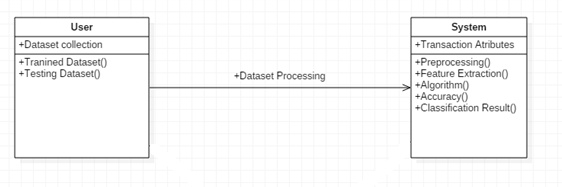 User
+Dataset collection
+Tranined Dataset()
+Testing Dataset()
+Dataset Processing
System
+Transaction Atributes
+Preprocessing()
+Feature Extraction()
+Algorithm()
+Accuracy()
+Classification Result()